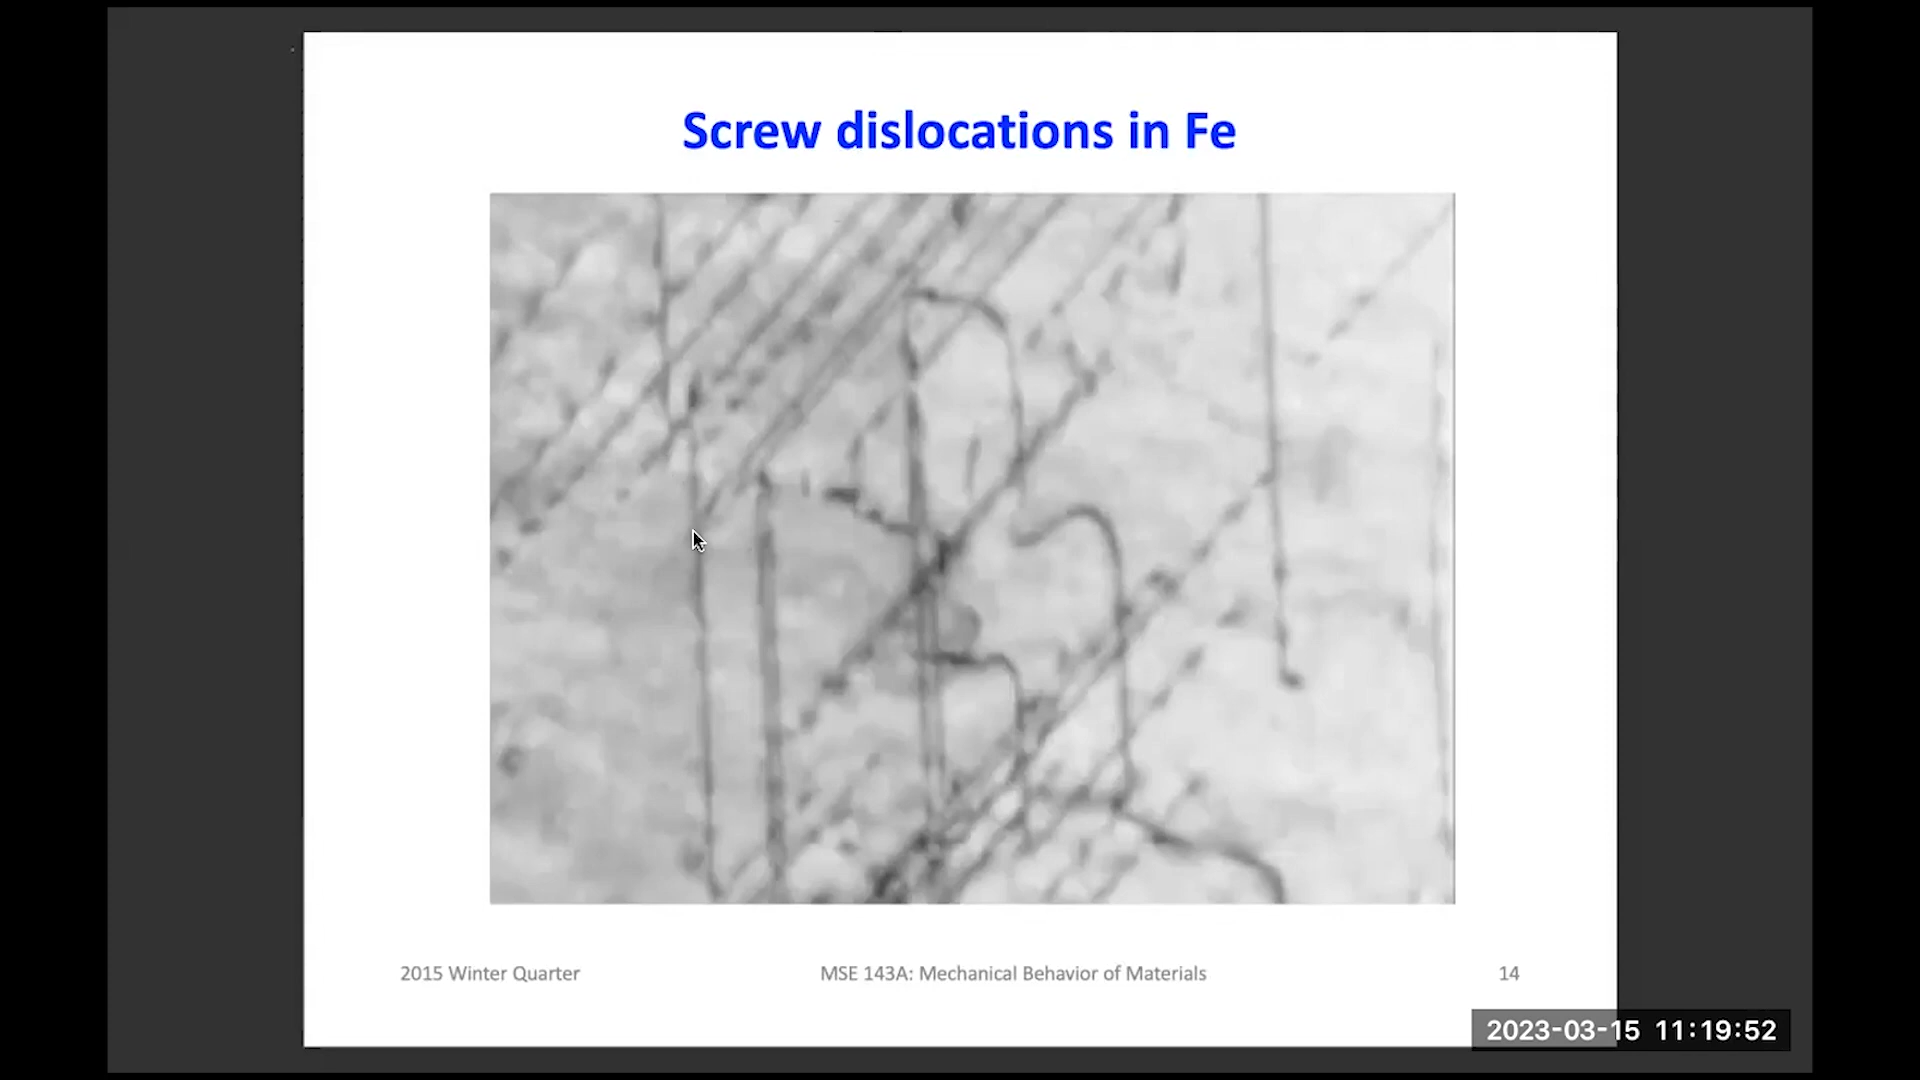 Screw dislocations in Fe
2015 Winter Quarter
MSE 143A: Mechanical Behavior of Materials
14
2023-03-15 11:19:52